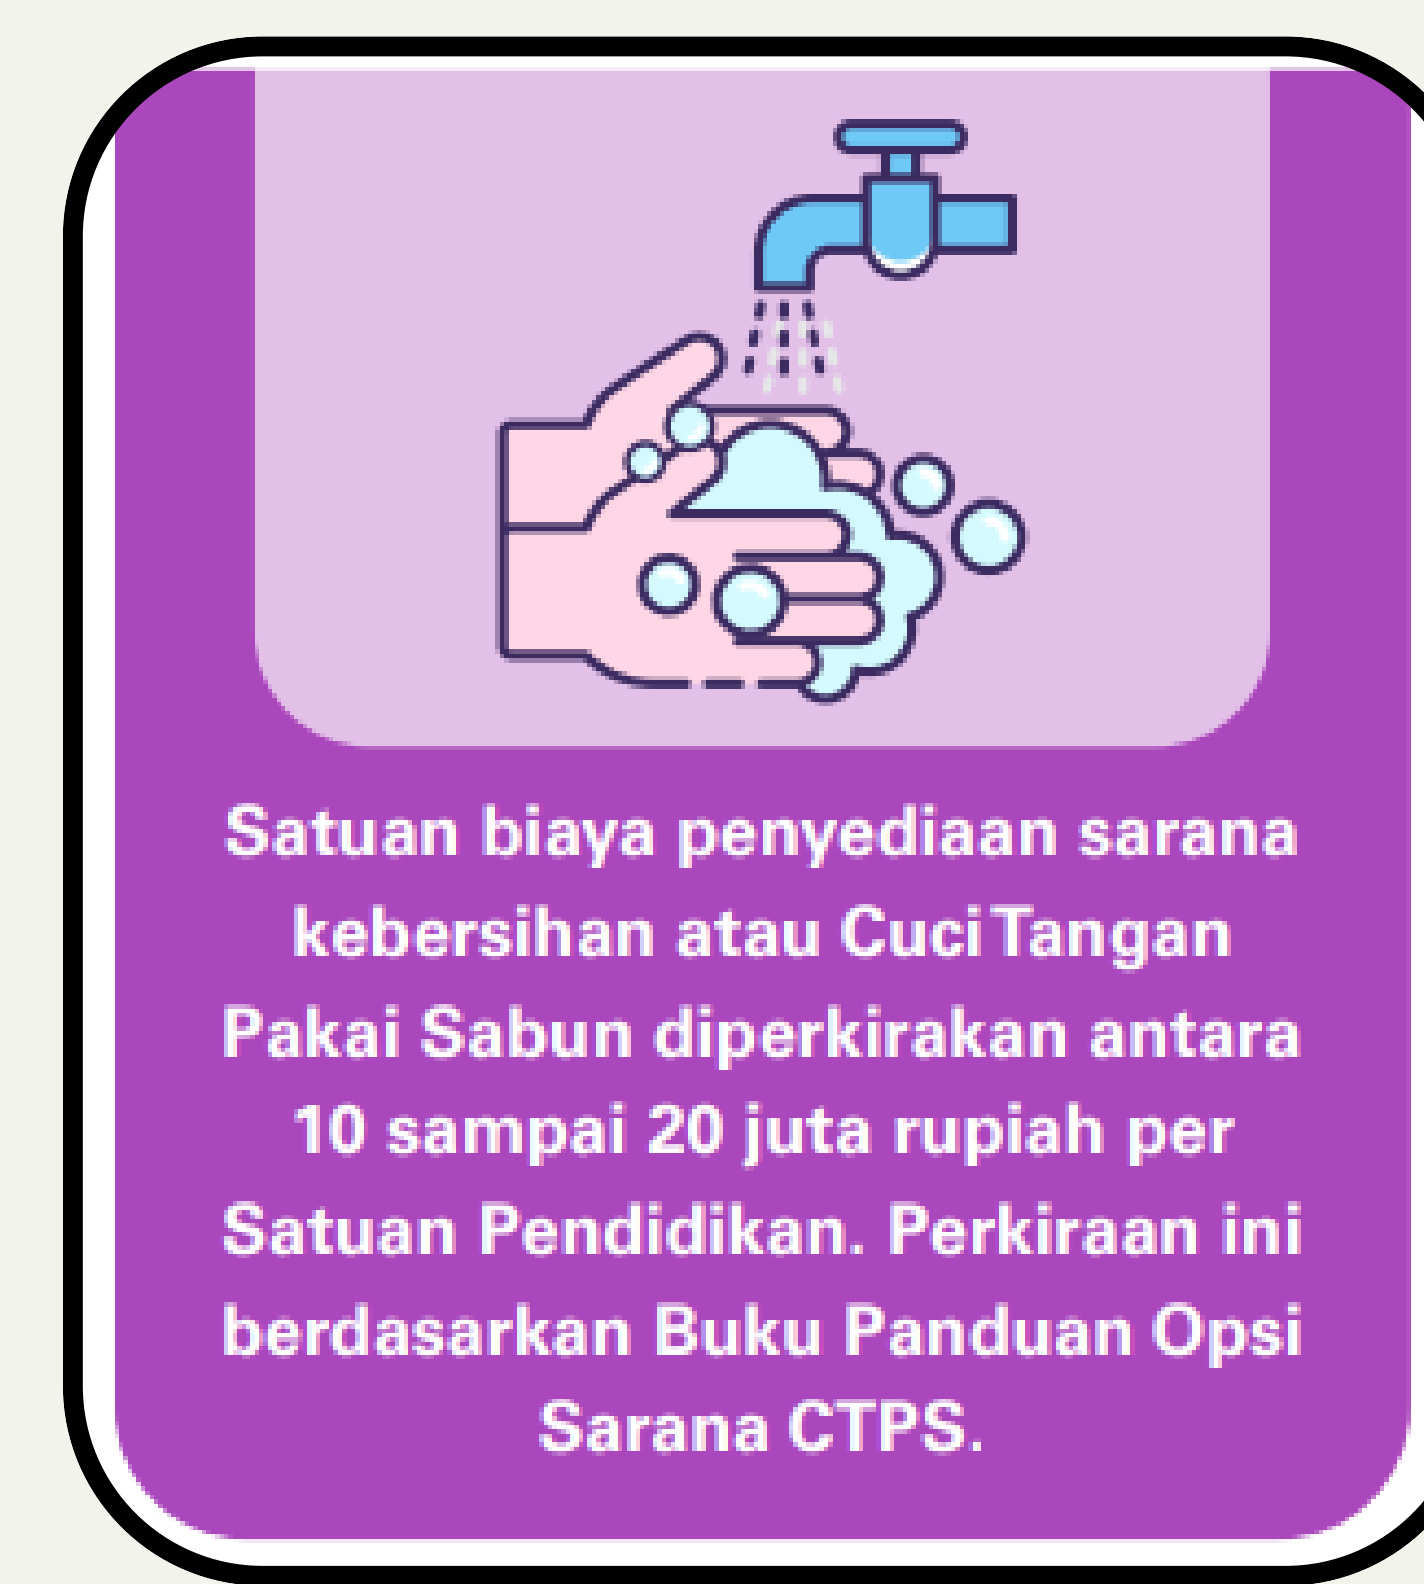 Satuan biaya penyediaan sarana
kebersihan atau Cuci Tangan
Pakai Sabun diperkirakan antara
10 sampai 20 juta rupiah per
Satuan Pendidikan. Perkiraan ini
berdasarkan Buku Panduan Opsi
Sarana CTPS.